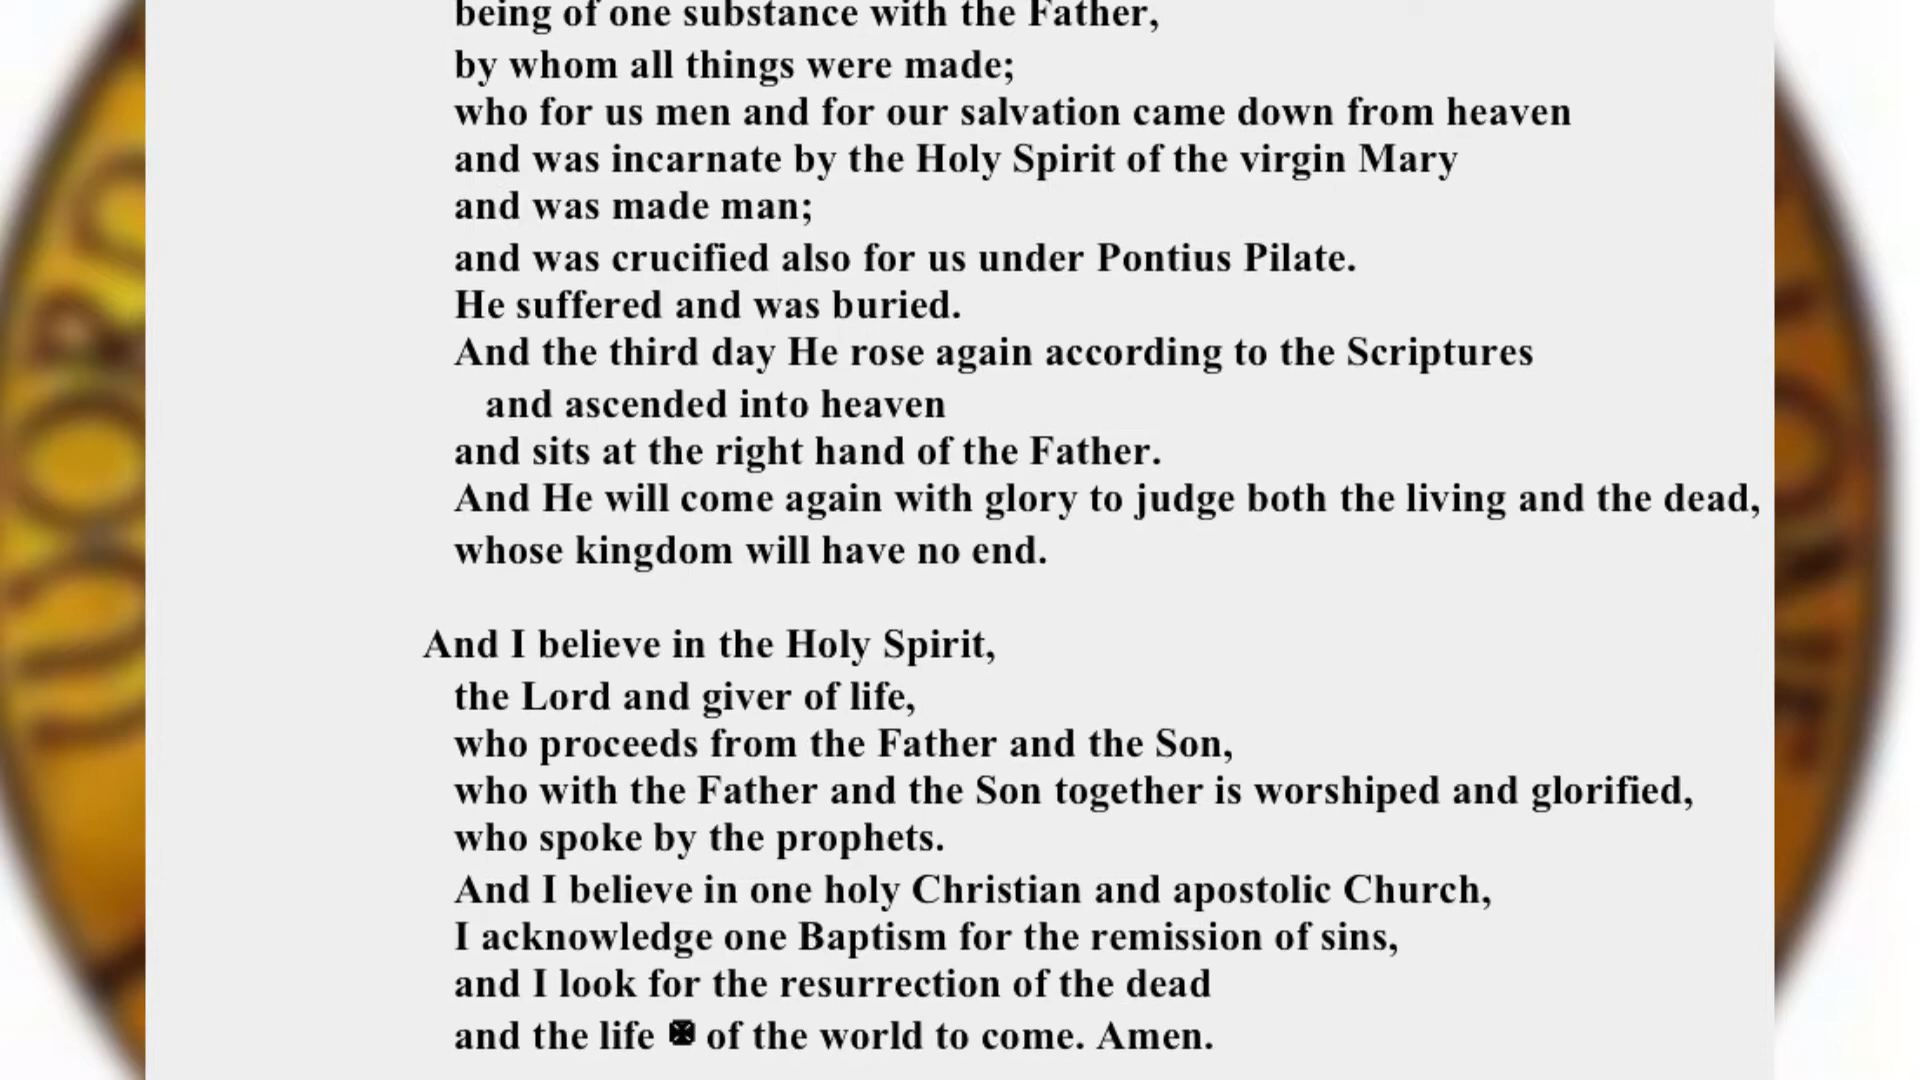 being of one substance with the Father,
by whom all things were made;
who for us men and for our salvation came down from heaven
and was incarnate by the Holy Spirit of the virgin Mary
and was made man;
and was crucified also for us under Pontius Pilate.
He suffered and was buried.
And the third day He rose again according to the Scriptures
and ascended into heaven
and sits at the right hand of the Father.
And He will come again with glory to judge both the living and the dead,
whose kingdom will have no end.
And I believe in the Holy Spirit,
the Lord and giver of life,
who proceeds from the Father and the Son,
who with the Father and the Son together is worshiped and glorified,
who spoke by the prophets.
And I believe in one holy Christian and apostolic Church,
I acknowledge one Baptism for the remission of sins,
and I look for the resurrection of the dead
and the life ✠ of the world to come. Amen.